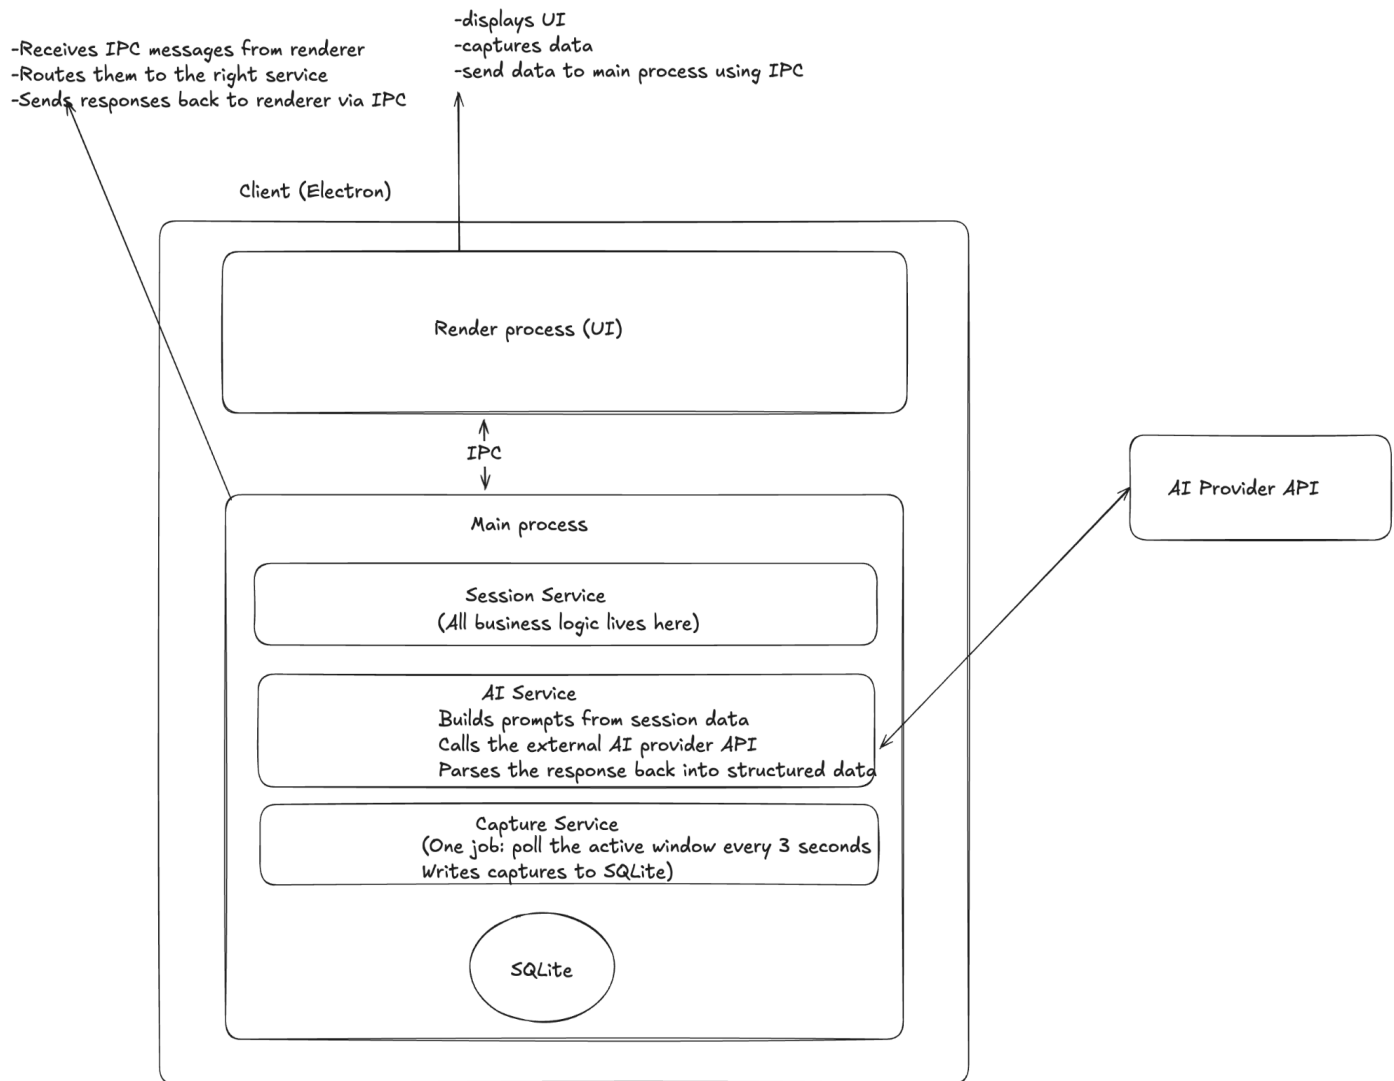 -displays UI
-captures data
-send data to main process using IPC
-Receives IPC messages from renderer
-Routes them to the right service
-Sends responses back to renderer via IPC
Client (Electron)
Render process (UI)
IPC
Main process
Session Service
(All business logic lives here)
AI Service
Builds prompts from session data
Calls the external AI provider API
Parses the response back into structured data
Capture Service
(One job: poll the active window every 3 seconds
Writes captures to SQLite)
SQLite
AI Provider API